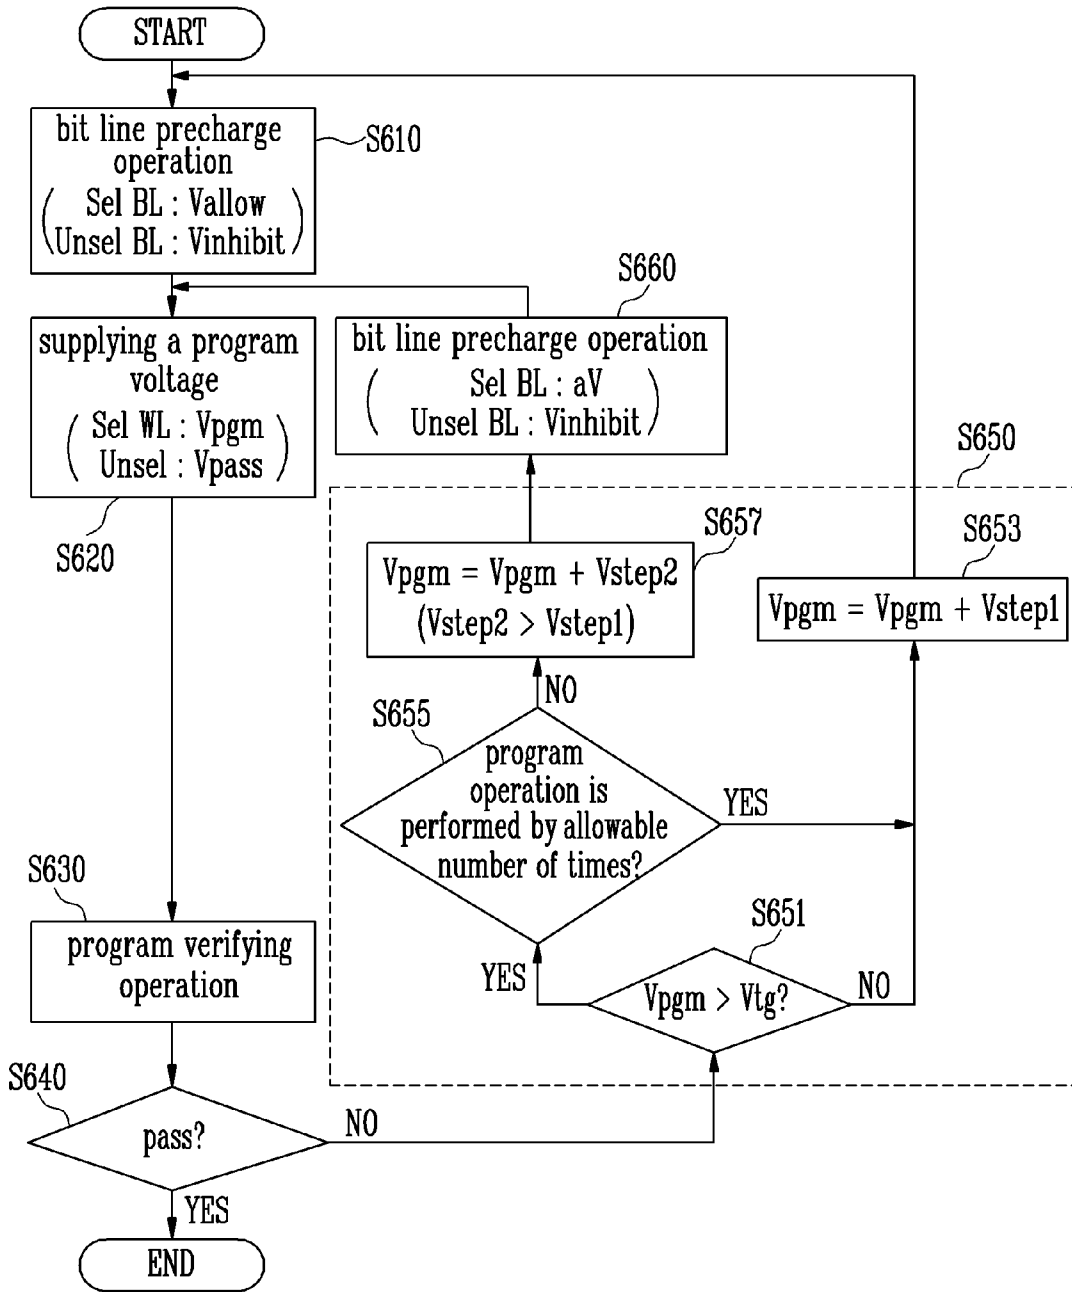 START
bit line precharge
operation
( Sel BL : Vallow
Unsel BL : Vinhibit )
S610
S660
supplying a program
voltage
( Sel WL : Vpgm
Unsel : Vpass )
S620
bit line precharge operation
( Sel BL : aV
Unsel BL : Vinhibit )
S650
S657
S653
Vpgm = Vpgm + Vstep2
(Vstep2 > Vstep1)
Vpgm = Vpgm + Vstep1
NO
S655
program
operation is
performed by allowable
number of times?
YES
S630
program verifying
operation
S651
YES
Vpgm > Vtg?
NO
S640
pass?
NO
YES
END